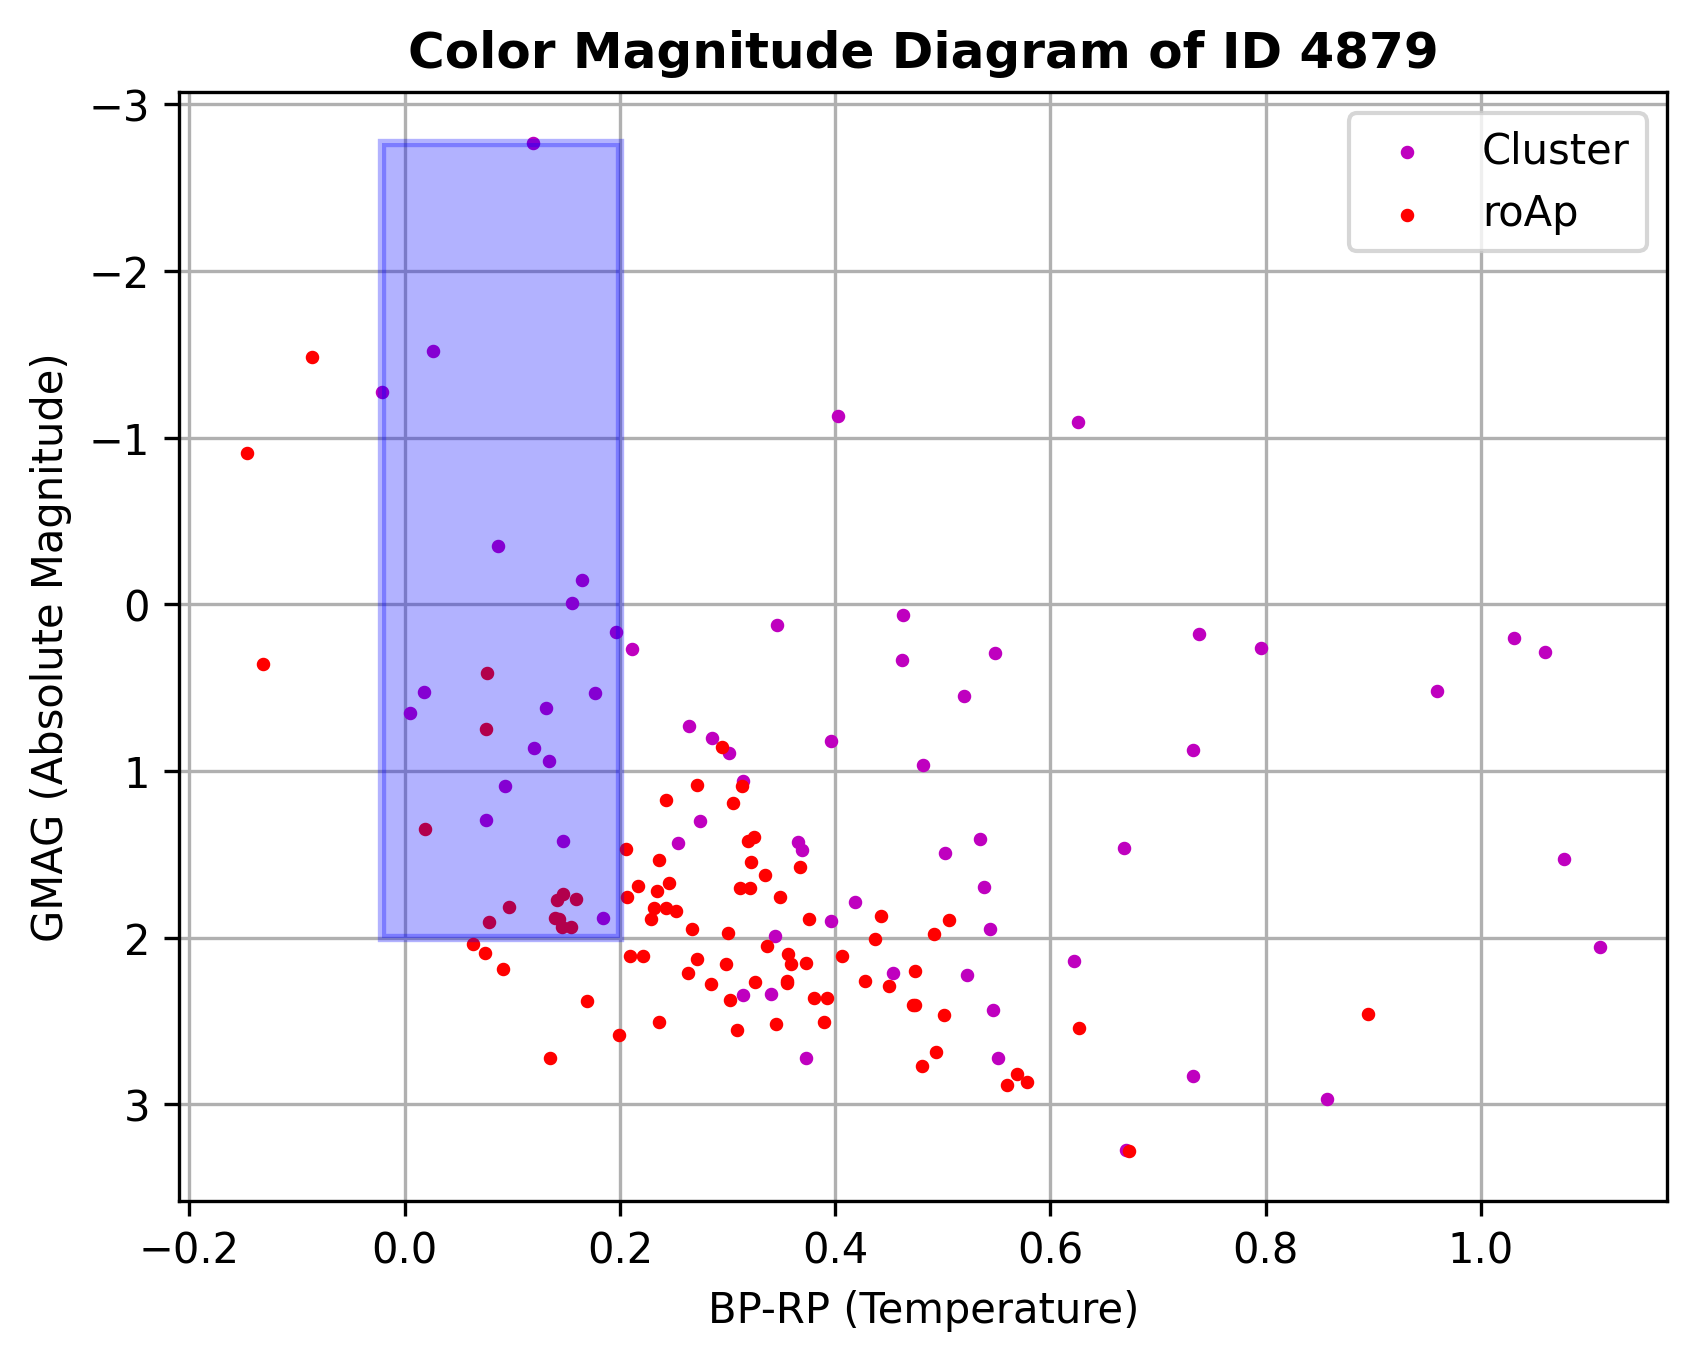 Color Magnitude Diagram of ID 4879
Cluster
roAp
GMAG (Absolute Magnitude)
−3
−2
−1
0
1
2
3
−0.2 0.0 0.2 0.4 0.6 0.8 1.0
BP-RP (Temperature)